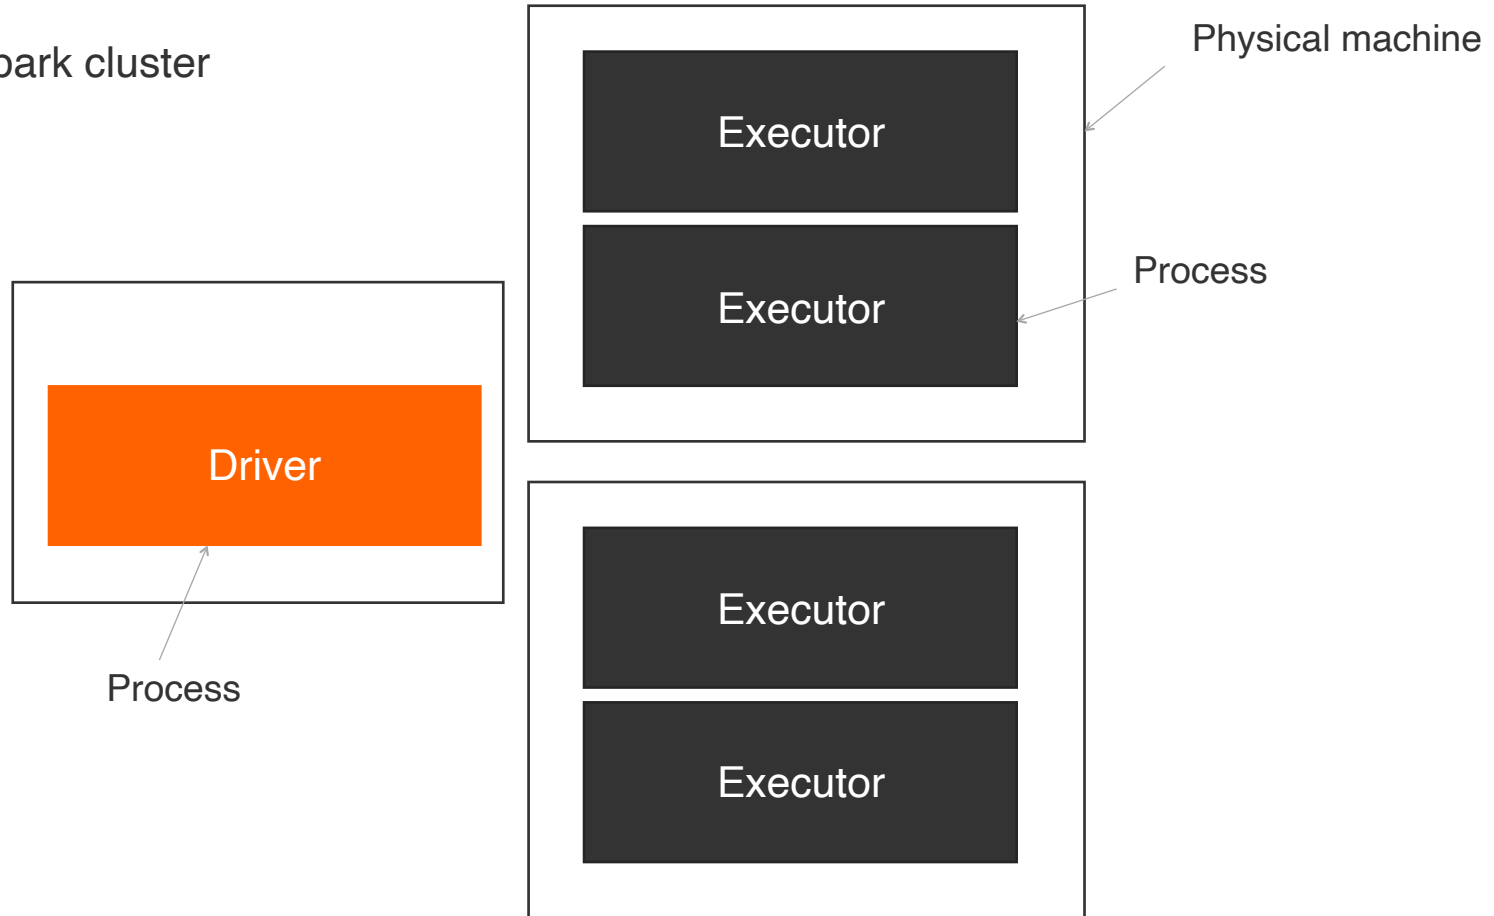 park cluster
Physical machine
Executor
Process
Executor
Driver
Process
Executor
Executor